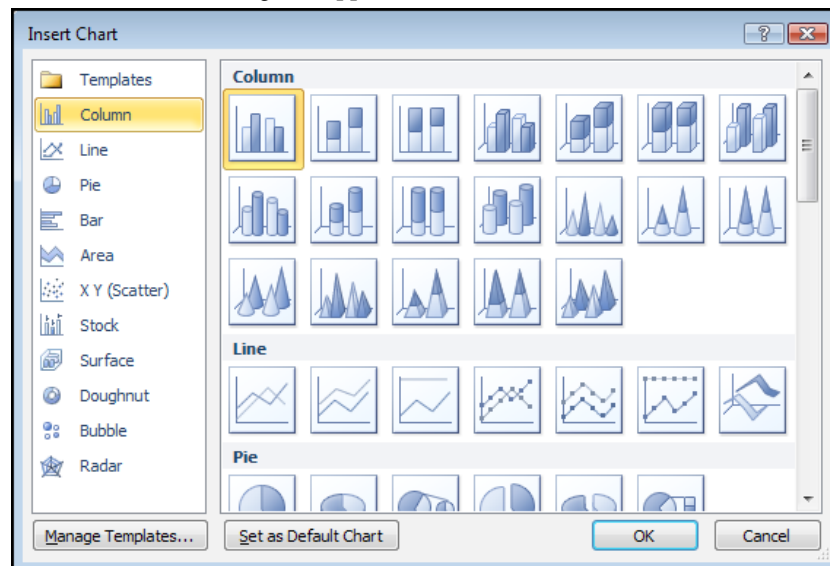 Insert Chart
Templates
Column
Line
Pie
Bar
Area
X Y (Scatter)
Stock
Surface
Doughnut
Bubble
Radar
Column
Line
Pie
Manage Templates...
Set as Default Chart
OK
Cancel